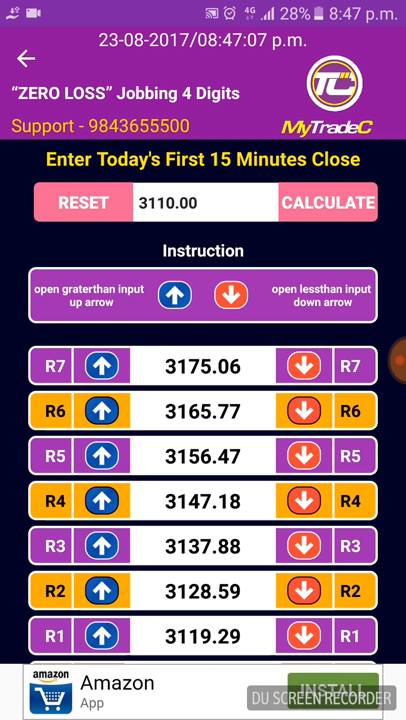 4G 28% 8:47 p.m.
23-08-2017/08:47:07 p.m.
“ZERO LOSS” Jobbing 4 Digits
Support - 9843655500
TC
MyTradeC
Enter Today's First 15 Minutes Close
RESET 3110.00 CALCULATE
Instruction
open graterthan input up arrow
open lessthan input down arrow
R7 3175.06 R7
R6 3165.77 R6
R5 3156.47 R5
R4 3147.18 R4
R3 3137.88 R3
R2 3128.59 R2
R1 3119.29 R1
amazon
Amazon
App
INSTALL
DU SCREEN RECORDER